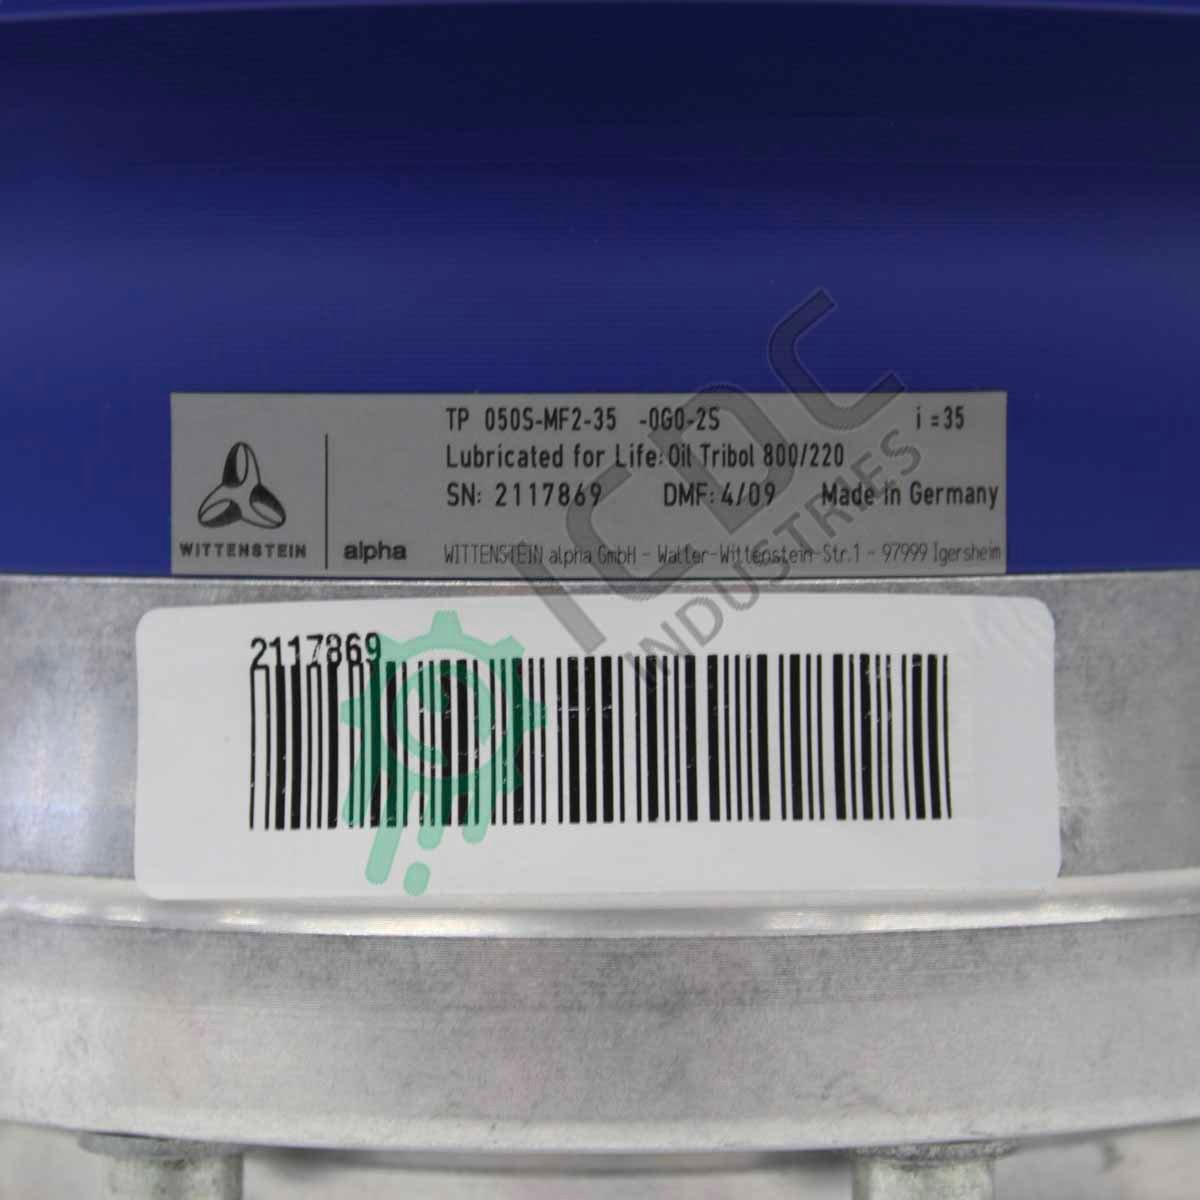 TP 050S-MF2-35 -0G0-2S i=35
Lubricated for Life: Oil Tribol 800/220
SN: 2117869 DMF: 4/09 Made in Germany
WITTENSTEIN alpha
WITTENSTEIN alpha GmbH - Walter-Wittenstein-Str.1 - 97999 Igersheim
2117869
ICDC
INDUSTRIES